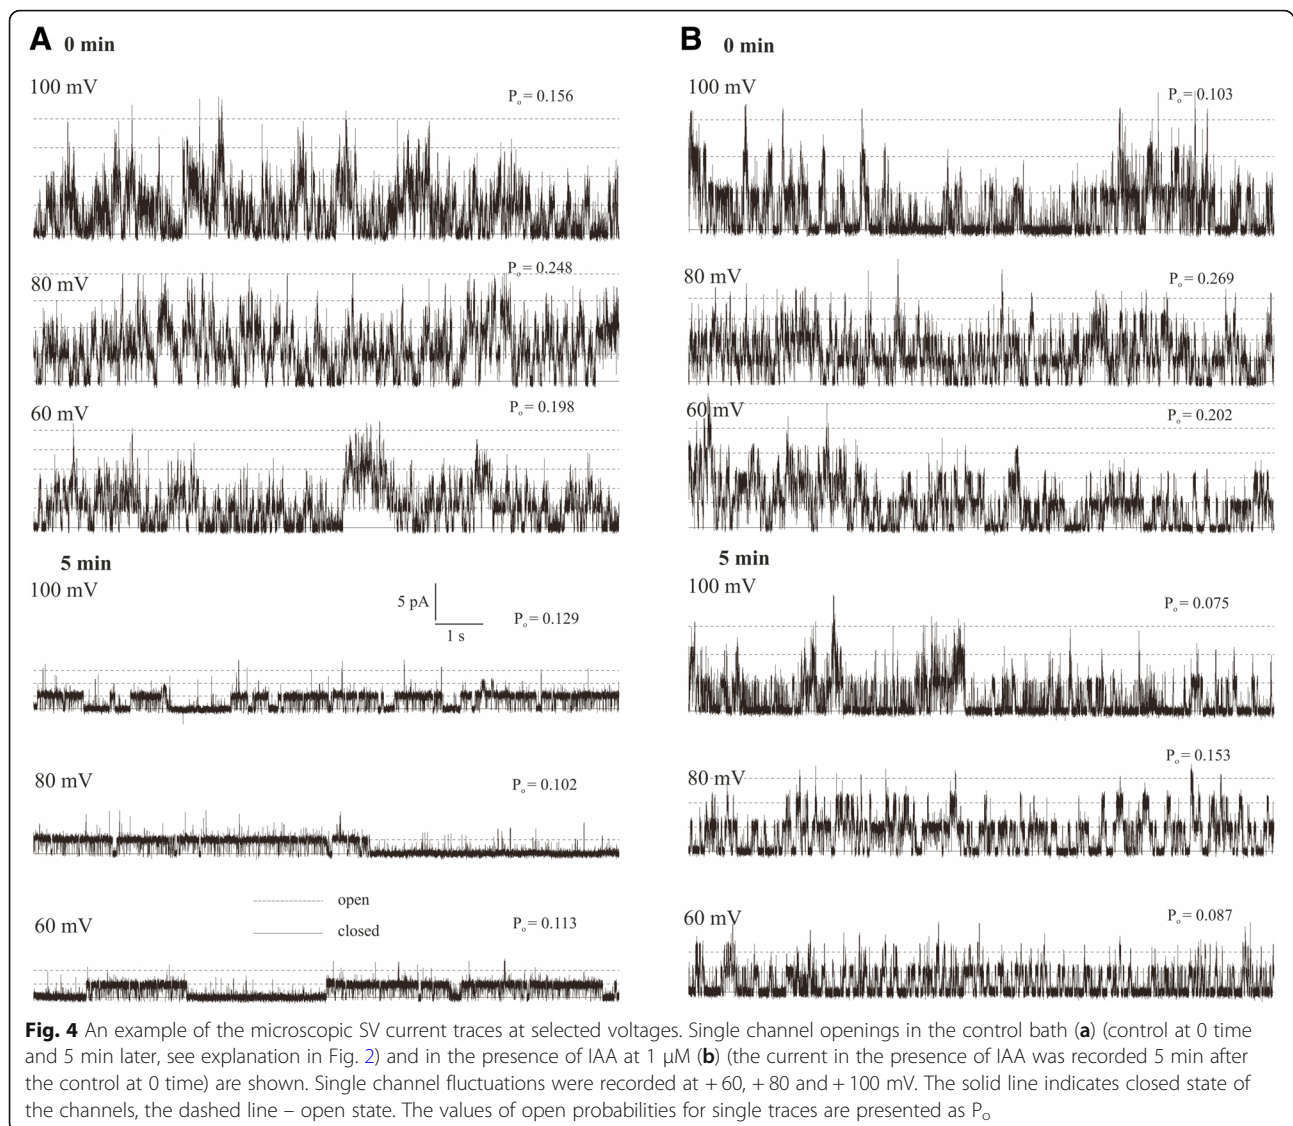 A 0 min
100 mV
Po = 0.156
80 mV
Po = 0.248
60 mV
Po = 0.198
5 min
100 mV
5 pA
1 s
Po = 0.129
80 mV
Po = 0.102
60 mV
open
closed
Po = 0.113
B 0 min
100 mV
Po = 0.103
80 mV
Po = 0.269
60 mV
Po = 0.202
5 min
100 mV
Po = 0.075
80 mV
Po = 0.153
60 mV
Po = 0.087
Fig. 4 An example of the microscopic SV current traces at selected voltages. Single channel openings in the control bath (a) (control at 0 time
and 5 min later, see explanation in Fig. 2) and in the presence of IAA at 1 μM (b) (the current in the presence of IAA was recorded 5 min after
the control at 0 time) are shown. Single channel fluctuations were recorded at + 60, + 80 and + 100 mV. The solid line indicates closed state of
the channels, the dashed line – open state. The values of open probabilities for single traces are presented as Po